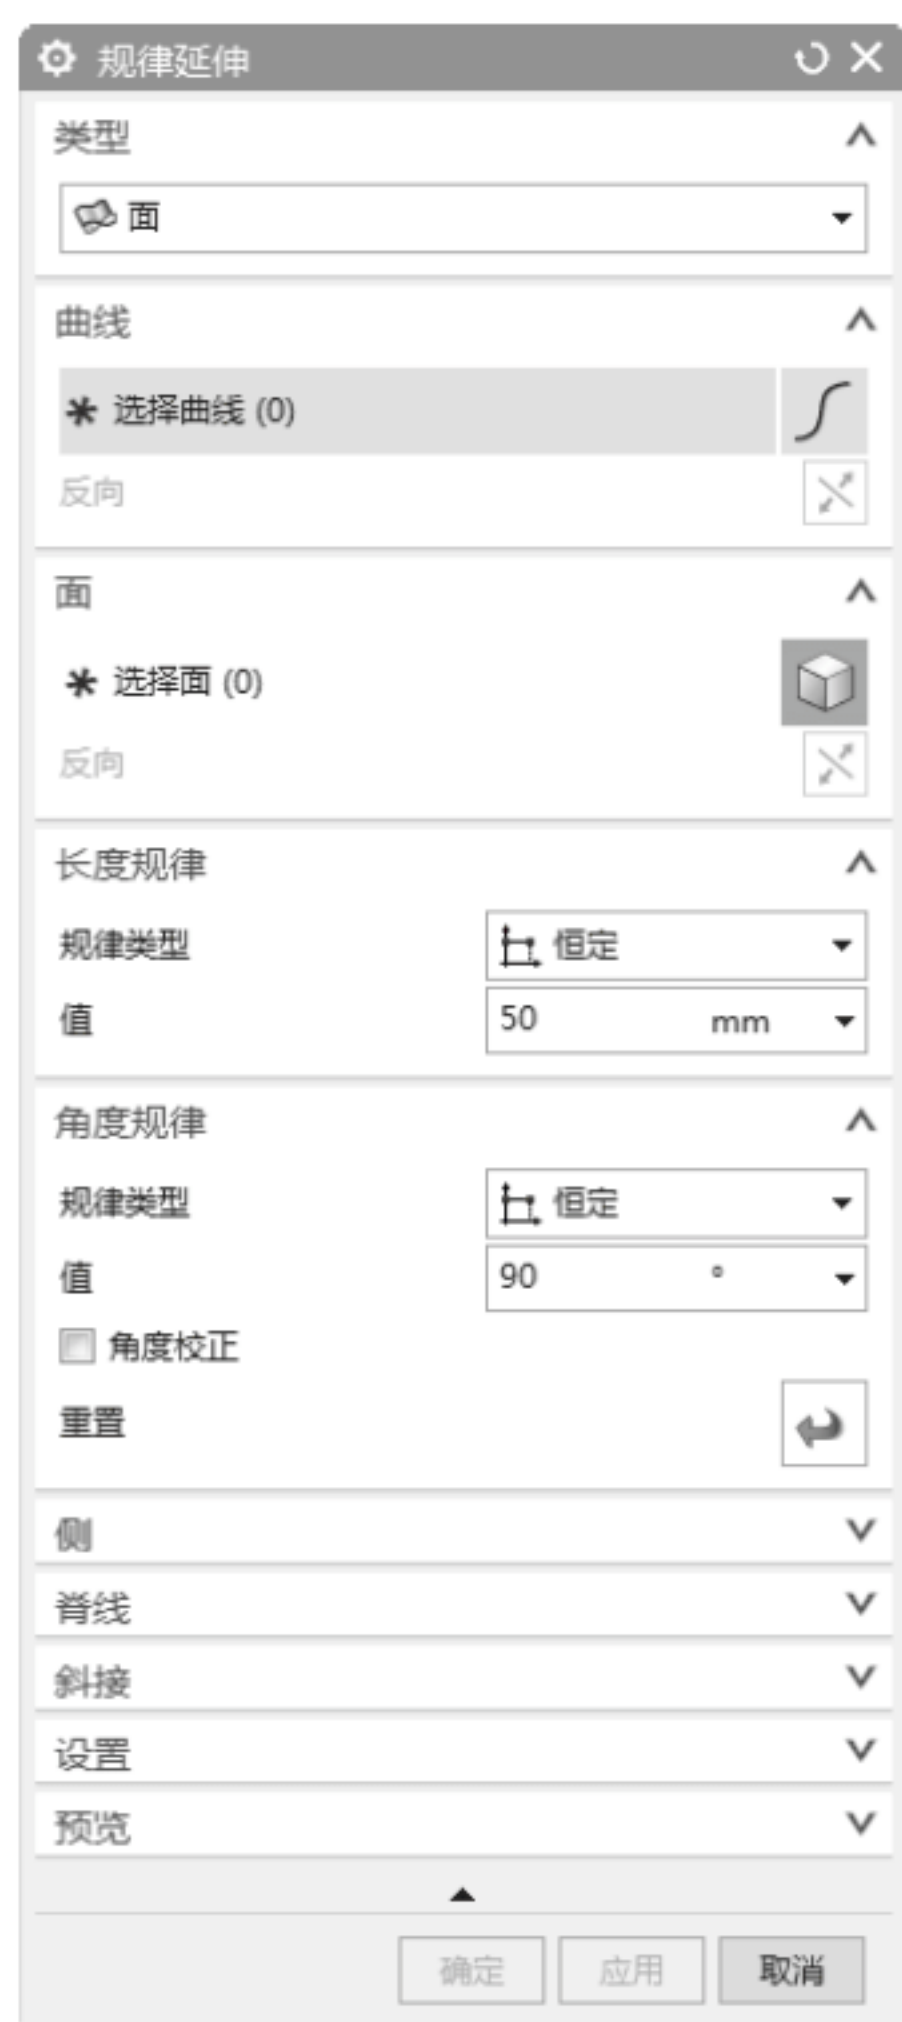 规律延伸
类型
面
曲线
* 选择曲线 (0)
反向
面
* 选择面 (0)
反向
长度规律
规律类型 恒定
值 50 mm
角度规律
规律类型 恒定
值 90 °
角度校正
重置
侧
脊线
斜接
设置
预览
确定 应用 取消